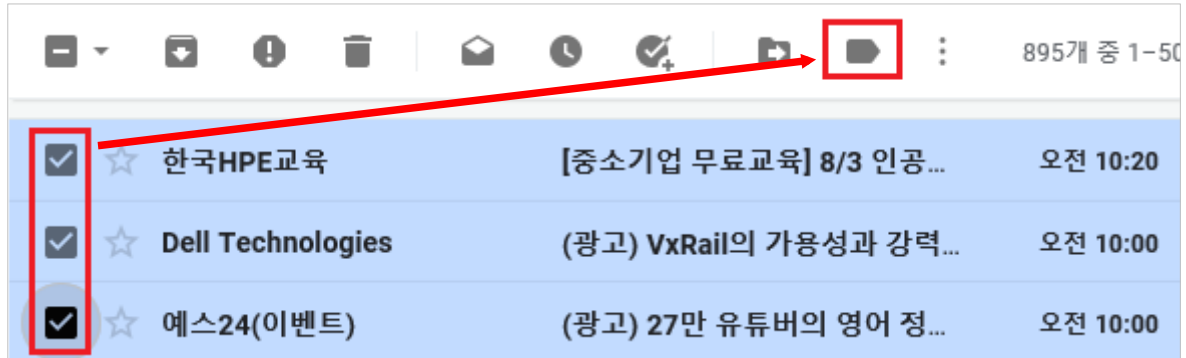 895개 중 1-50
한국HPE교육 [중소기업 무료교육] 8/3 인공... 오전 10:20
Dell Technologies (광고) VxRail의 가용성과 강력... 오전 10:00
예스24(이벤트) (광고) 27만 유튜버의 영어 정... 오전 10:00